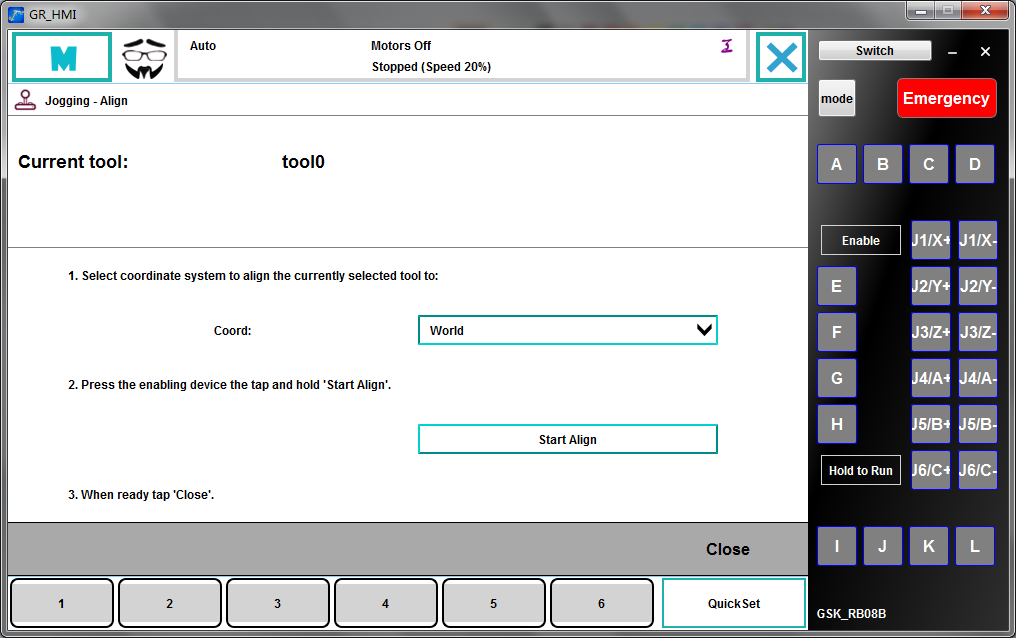 GR_HMI
M
Auto
Motors Off
Stopped (Speed 20%)
Switch
mode
Emergency
Jogging - Align
Current tool: tool0
A B C D
Enable
J1/X+ J1/X-
E
J2/Y+ J2/Y-
F
J3/Z+ J3/Z-
G
J4/A+ J4/A-
H
J5/B+ J5/B-
Hold to Run
J6/C+ J6/C-
1. Select coordinate system to align the currently selected tool to:
Coord: World
2. Press the enabling device the tap and hold 'Start Align'.
Start Align
3. When ready tap 'Close'.
I J K L
Close
1 2 3 4 5 6 QuickSet
GSK_RB08B